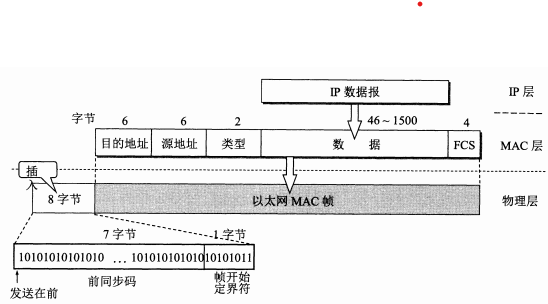 IP 数据报
IP 层
字节
6
6
2
46～1500
4
目的地址
源地址
类型
数 据
FCS
MAC 层
插入
8字节
以太网 MAC 帧
物理层
7 字节
1字节
10101010101010 … 10101010101010101011
发送在前
前同步码
帧开始
定界符